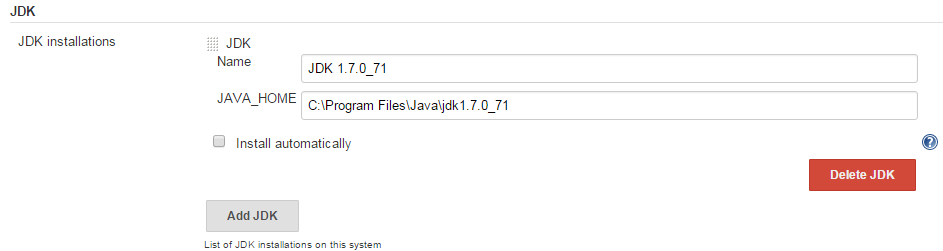 JDK
JDK installations
JDK
Name
JDK 1.7.0_71
JAVA_HOME
C:\Program Files\Java\jdk1.7.0_71
Install automatically
?
Delete JDK
Add JDK
List of JDK installations on this system